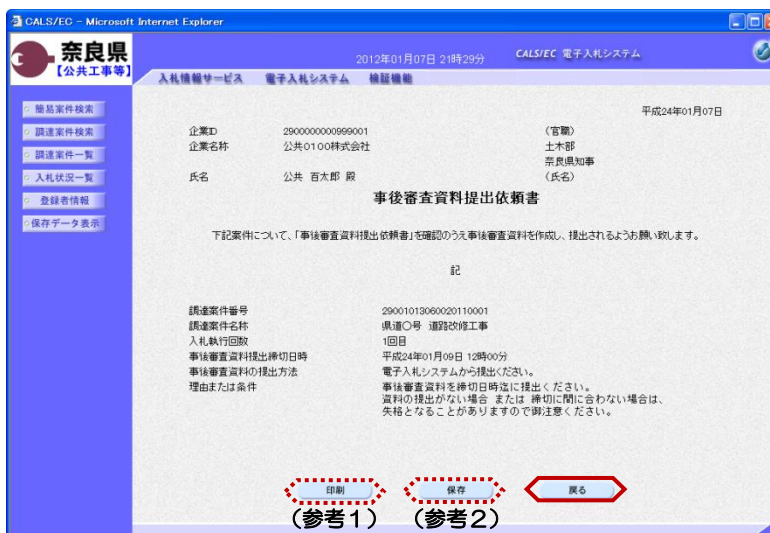 CALS/EC - Microsoft Internet Explorer
奈良県
【公共工事等】
2012年01月07日 21時29分
CALS/EC 電子入札システム
入札情報サービス 電子入札システム 検証機能
簡易案件検索
調達案件検索
調達案件一覧
入札状況一覧
登録者情報
保存データ表示
平成24年01月07日
企業ID 2900000000999001 （官職）
企業名称 公共0100株式会社 土木部
奈良県知事
氏名 公共 百太郎 殿 （氏名）
事後審査資料提出依頼書
下記案件について、「事後審査資料提出依頼書」を確認のうえ事後審査資料を作成し、提出されるようお願い致します。
記
調達案件番号 29001013060020110001
調達案件名称 県道○号 道路改修工事
入札執行回数 1回目
事後審査資料提出締切日時 平成24年01月09日 12時00分
事後審査資料の提出方法 電子入札システムから提出ください。
理由または条件 事後審査資料を締切日時迄に提出ください。
資料の提出がない場合 または 締切に間に合わない場合は、
失格となることがありますので御注意ください。
印刷 保存 戻る
（参考１） （参考２）